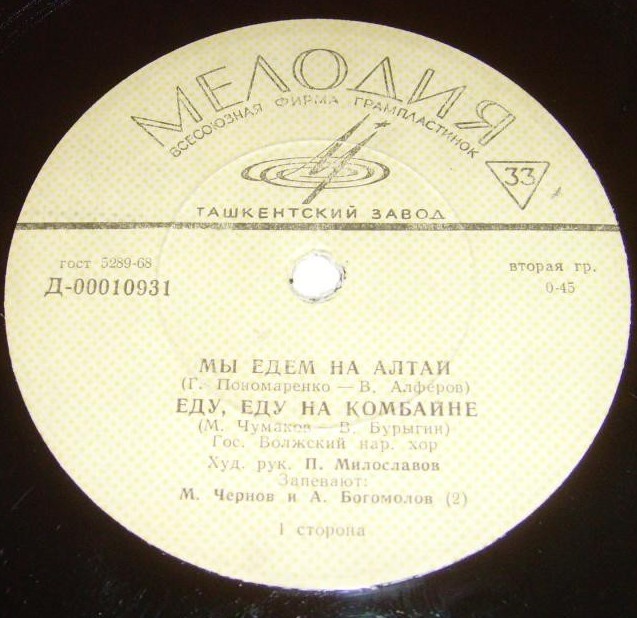 МЕЛОДИЯ
ВСЕСОЮЗНАЯ ФИРМА ГРАМПЛАСТИНОК
33
ТАШКЕНТСКИЙ ЗАВОД
гост 5289-68
вторая гр.
Д-00010931
0-45
МЫ ЕДЕМ НА АЛТАЙ
(Г. Пономаренко — В. Алферов)
ЕДУ, ЕДУ НА КОМБАЙНЕ
(М. Чумаков — В. Бурыгин)
Гос. Волжский нар. хор
Худ. рук. П. Милославов
Запевают:
М. Чернов и А. Богомолов (2)
1 сторона